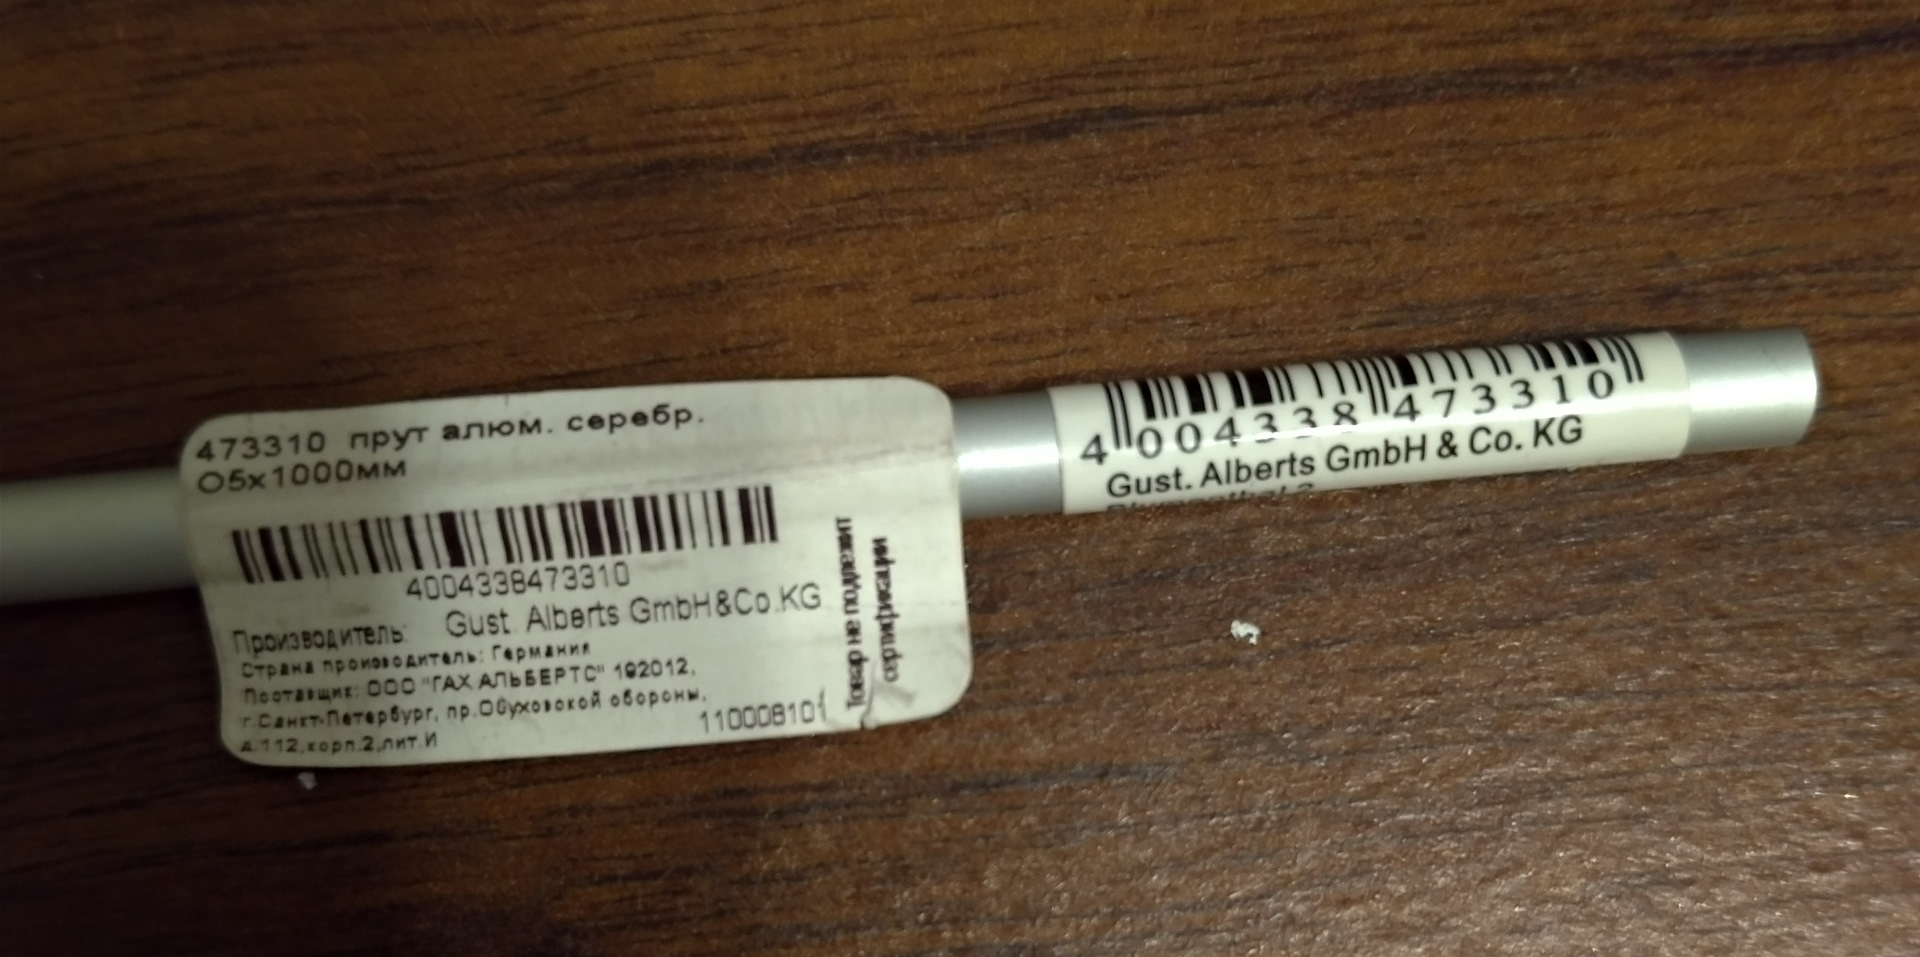 473310 прут алюм. серебр.
О5х1000мм
4004338473310
Производитель: Gust. Alberts GmbH&Co.KG
Страна производитель: Германия
Поставщик: ООО "ГАХ АЛЬБЕРТС" 192012,
г.Санкт-Петербург, пр.Обуховской обороны,
д.112,корп.2,лит.И
110008101
Товар не подлежит
сертификации
4 004338 473310
Gust. Alberts GmbH & Co. KG